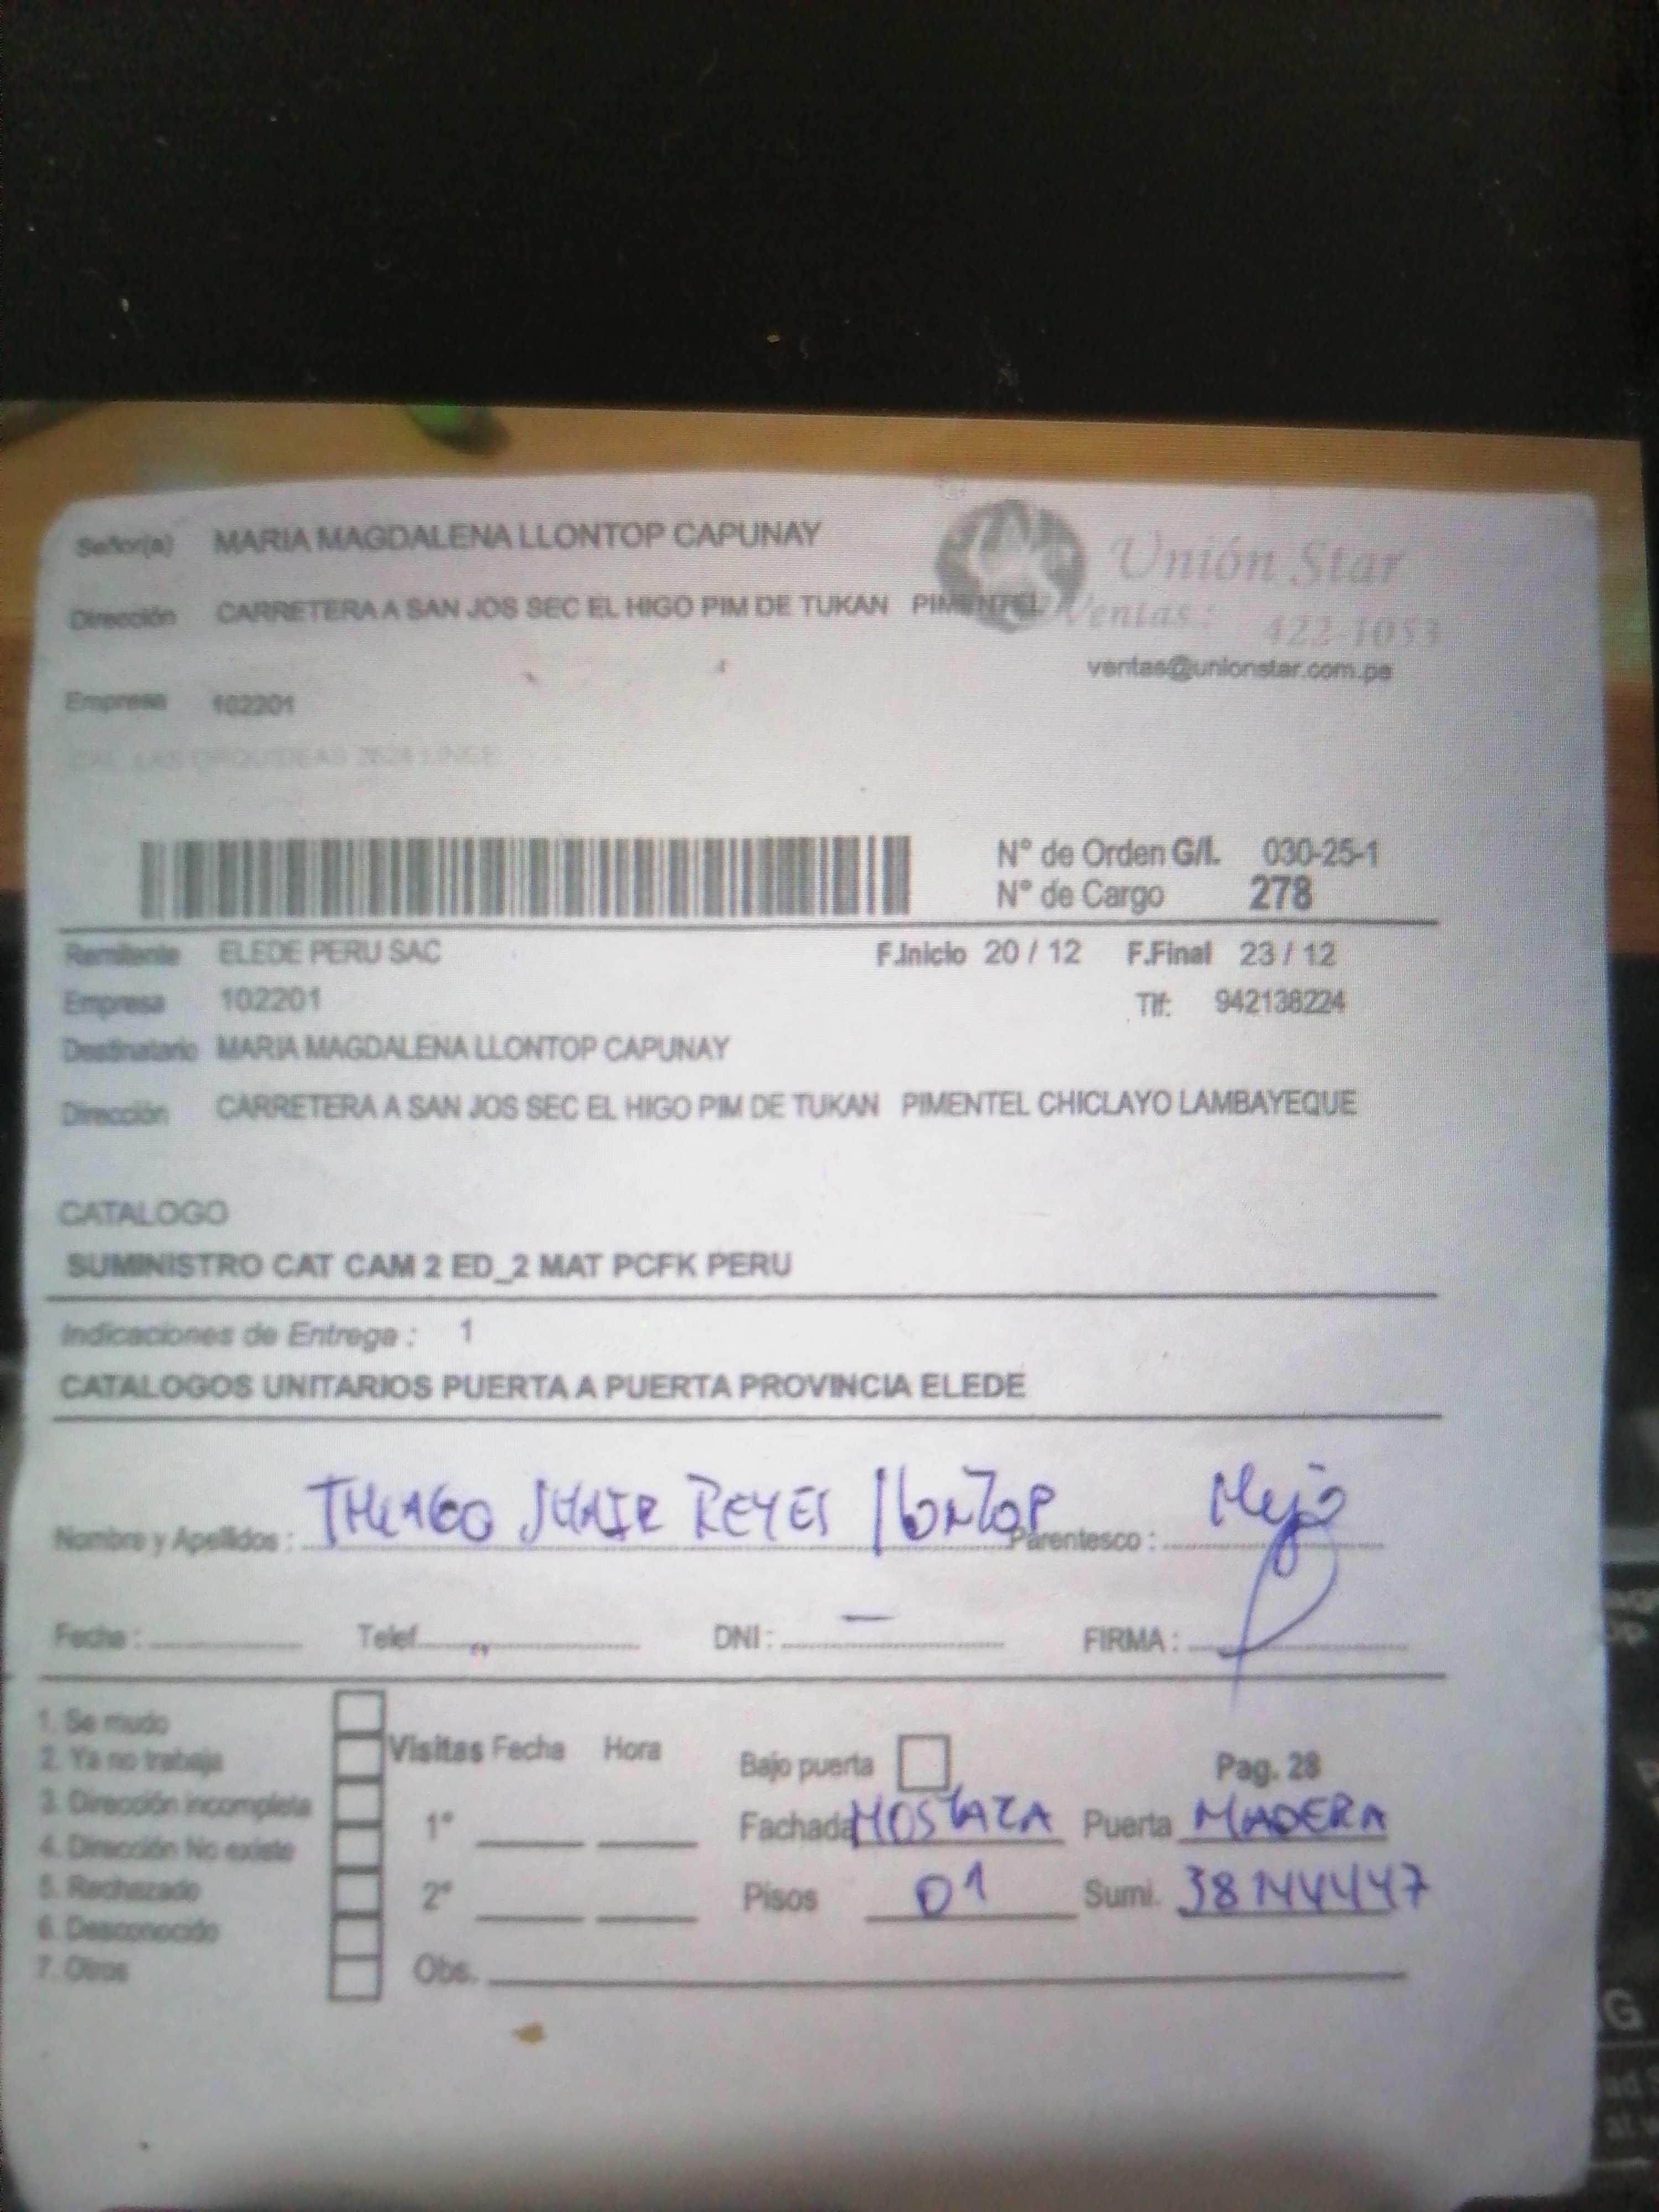 Señor(a) MARIA MAGDALENA LLONTOP CAPUNAY
Unión Star
Dirección CARRETERA A SAN JOS SEC EL HIGO PIM DE TUKAN PIMENTEL
Ventas: 422-1053
ventas@unionstar.com.pe
Empresa 102201
CAL LAS ORQUIDEAS 2624 LINCE
N° de Orden G/I. 030-25-1
N° de Cargo 278
Remitente ELEDE PERU SAC F.Inicio 20 / 12 F.Final 23 / 12
Empresa 102201 Tlf: 942138224
Destinatario MARIA MAGDALENA LLONTOP CAPUNAY
Dirección CARRETERA A SAN JOS SEC EL HIGO PIM DE TUKAN PIMENTEL CHICLAYO LAMBAYEQUE
CATALOGO
SUMINISTRO CAT CAM 2 ED_2 MAT PCFK PERU
Indicaciones de Entrega : 1
CATALOGOS UNITARIOS PUERTA A PUERTA PROVINCIA ELEDE
Nombre y Apellidos : THIAGO REYES llonTOP Parentesco : Hijo
Fecha : Telef. DNI : — FIRMA :
1. Se mudo
2. Ya no trabaja
3. Dirección incompleta
4. Dirección No existe
5. Rechazado
6. Desconocido
7. Otros
Visitas Fecha Hora
1°
2°
Obs.
Bajo puerta Pag. 28
Fachada MOSTAZA Puerta MADERA
Pisos 01 Sumi. 38144447